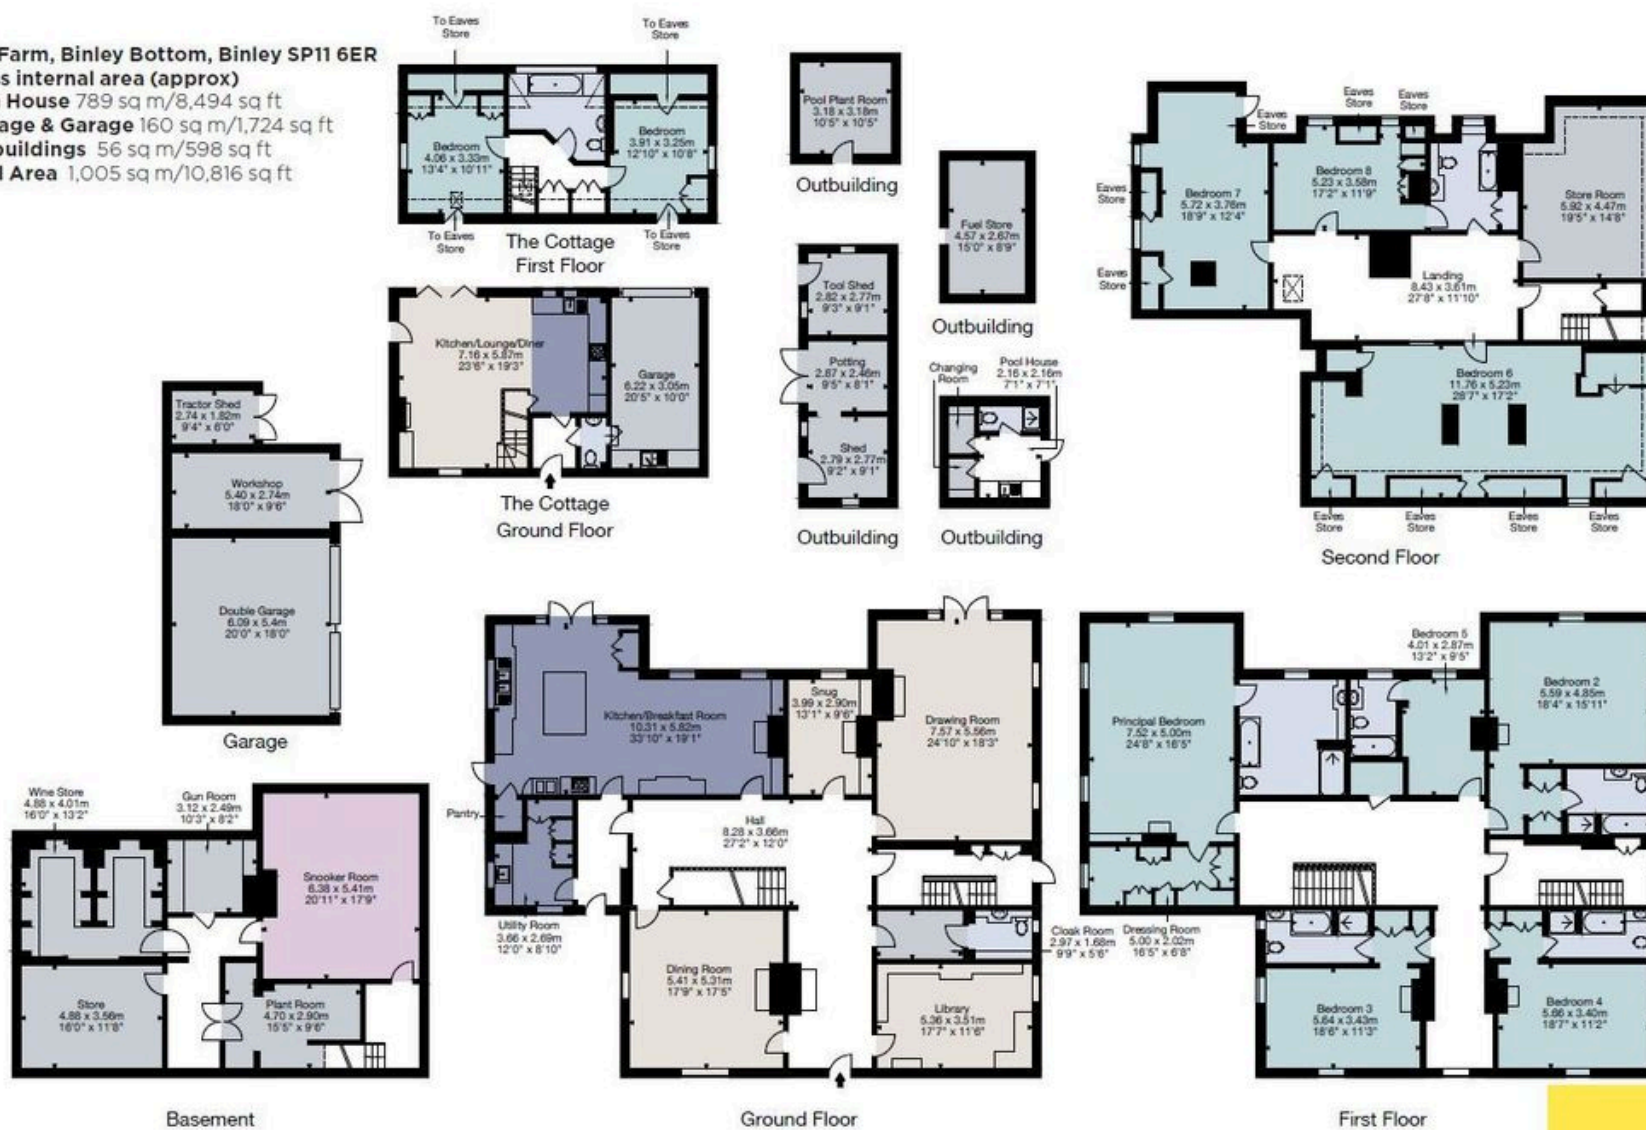 Farm, Binley Bottom, Binley SP11 6ER
s internal area (approx)
House 789 sq m/8,494 sq ft
age & Garage 160 sq m/1,724 sq ft
buildings 56 sq m/598 sq ft
l Area 1,005 sq m/10,816 sq ft
To Eaves
Store
To Eaves
Store
Bedroom
4.06 x 3.33m
13'4" x 10'11"
Bedroom
3.91 x 3.25m
12'10" x 10'8"
To Eaves
Store
To Eaves
Store
The Cottage
First Floor
Kitchen/Lounge/Diner
7.16 x 5.87m
23'6" x 19'3"
Garage
6.22 x 3.05m
20'5" x 10'0"
The Cottage
Ground Floor
Pool Plant Room
3.18 x 3.18m
10'5" x 10'5"
Outbuilding
Fuel Store
4.57 x 2.67m
15'0" x 8'9"
Outbuilding
Tool Shed
2.82 x 2.77m
9'3" x 9'1"
Potting
2.87 x 2.46m
9'5" x 8'1"
Shed
2.79 x 2.77m
9'2" x 9'1"
Outbuilding
Changing
Room
Pool House
2.16 x 2.16m
7'1" x 7'1"
Outbuilding
Eaves
Store
Eaves
Store
Eaves
Store
Bedroom 7
5.72 x 3.76m
18'9" x 12'4"
Bedroom 8
5.23 x 3.58m
17'2" x 11'9"
Store Room
5.92 x 4.47m
19'5" x 14'8"
Eaves
Store
Eaves
Store
Landing
8.43 x 3.61m
27'8" x 11'10"
Bedroom 6
11.76 x 5.23m
28'7" x 17'2"
Eaves
Store
Eaves
Store
Eaves
Store
Eaves
Store
Second Floor
Tractor Shed
2.74 x 1.82m
9'4" x 6'0"
Workshop
5.40 x 2.74m
18'0" x 9'6"
Double Garage
6.09 x 5.4m
20'0" x 18'0"
Garage
Wine Store
4.88 x 4.01m
16'0" x 13'2"
Gun Room
3.12 x 2.49m
10'3" x 8'2"
Snooker Room
6.38 x 5.41m
20'11" x 17'9"
Store
4.88 x 3.56m
16'0" x 11'8"
Plant Room
4.70 x 2.90m
15'5" x 9'6"
Basement
Kitchen/Breakfast Room
10.31 x 5.82m
33'10" x 19'1"
Snug
3.99 x 2.90m
13'1" x 9'6"
Drawing Room
7.57 x 5.56m
24'10" x 18'3"
Pantry
Hall
8.28 x 3.66m
27'2" x 12'0"
Utility Room
3.66 x 2.69m
12'0" x 8'10"
Dining Room
5.41 x 5.31m
17'9" x 17'5"
Cloak Room
2.97 x 1.68m
9'9" x 5'6"
Library
5.36 x 3.51m
17'7" x 11'6"
Ground Floor
Principal Bedroom
7.52 x 5.00m
24'8" x 16'5"
Bedroom 5
4.01 x 2.87m
13'2" x 9'5"
Bedroom 2
5.59 x 4.85m
18'4" x 15'11"
Dressing Room
5.00 x 2.02m
16'5" x 6'8"
Bedroom 3
5.64 x 3.43m
18'6" x 11'3"
Bedroom 4
5.66 x 3.40m
18'7" x 11'2"
First Floor